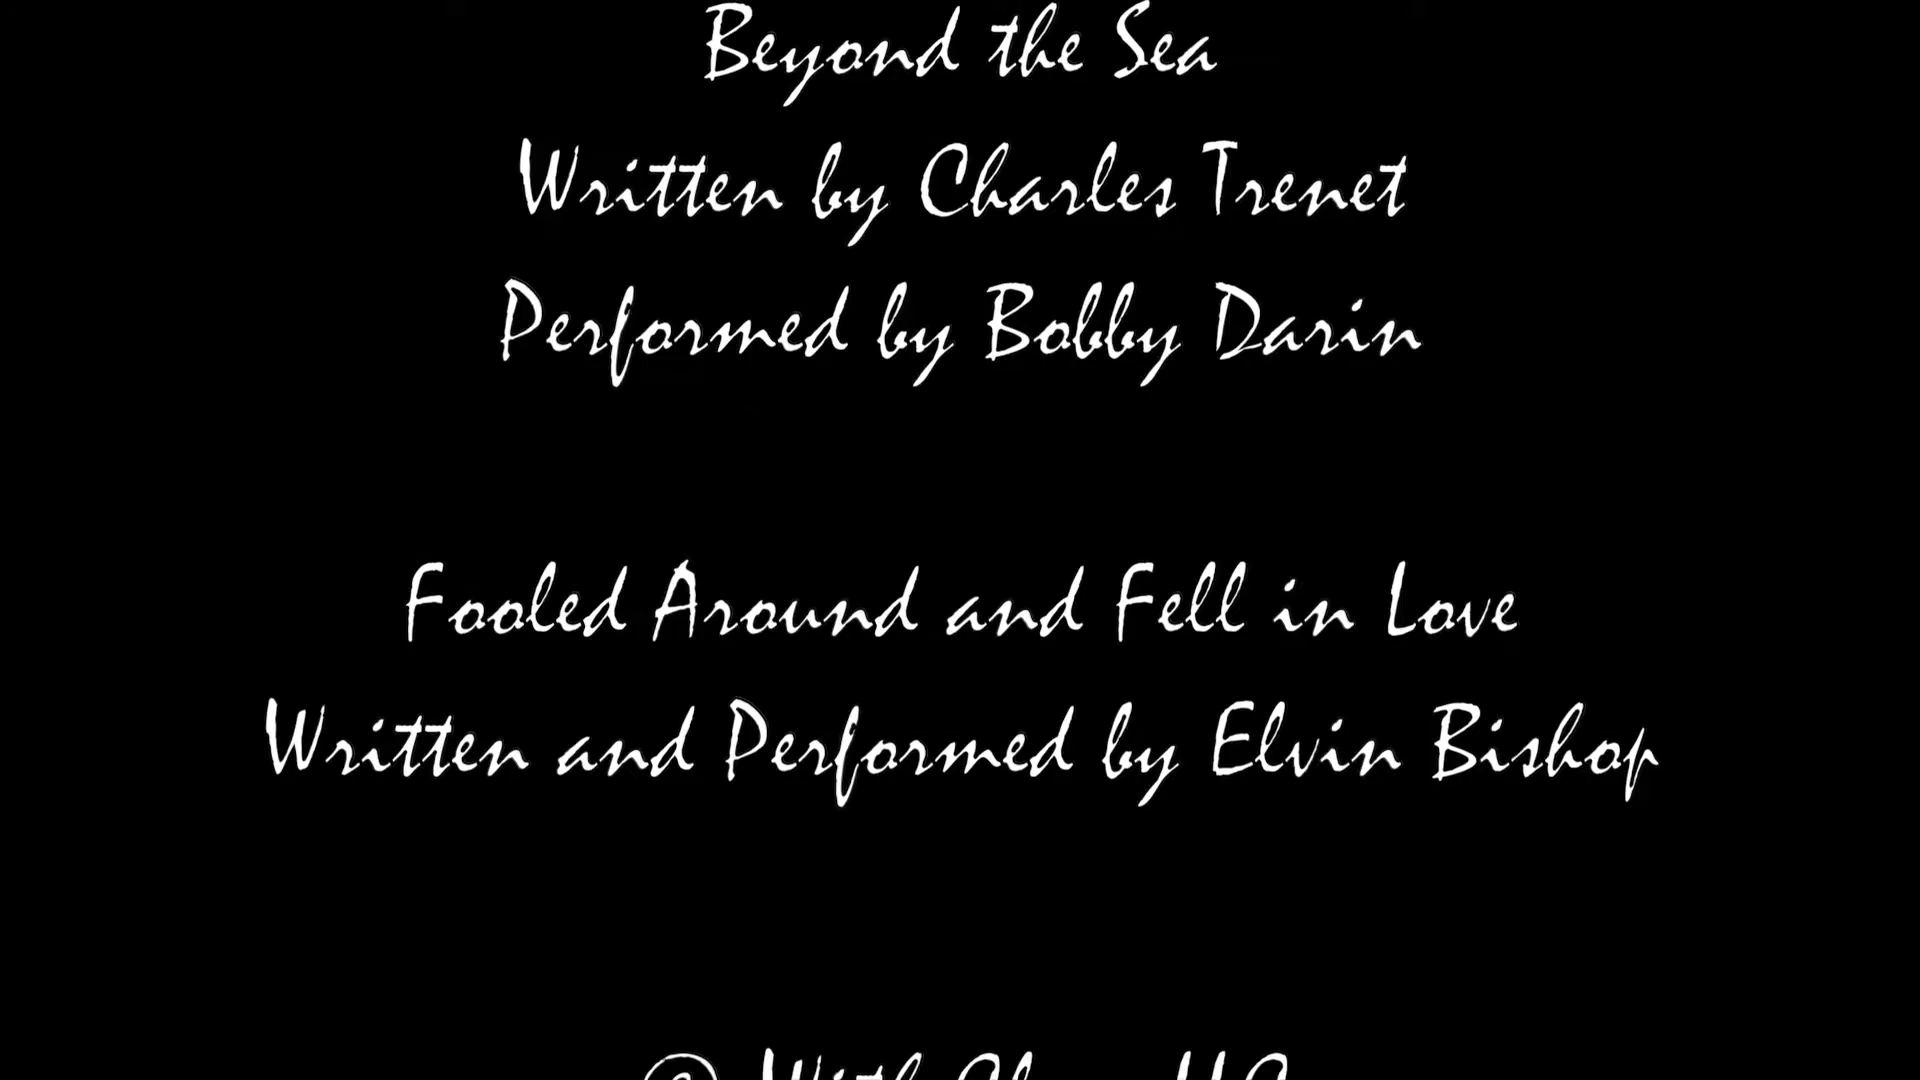 Beyond the Sea
Written by Charles Trenet
Performed by Bobby Darin
Fooled Around and Fell in Love
Written and Performed by Elvin Bishop
© With